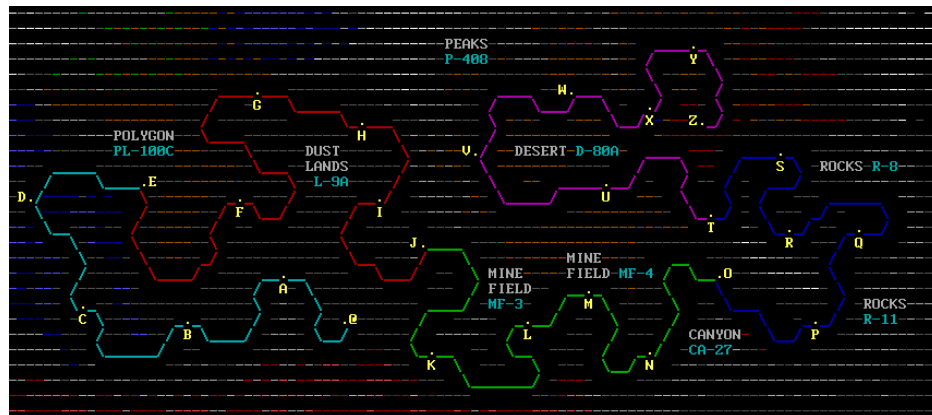 PEAKS
P-408
Y
W.
G
X
Z.
H
POLYGON
PL-100C
DUST
LANDS
L-9A
V.
DESERT D-80A
S
ROCKS R-8
.E
D.
U
F
I
T
J.
R
Q
MINE
FIELD MF-4
MINE
FIELD
MF-3
.O
A
M
C
.@
ROCKS
R-11
B
L
P
CANYON
CA-27
K
N